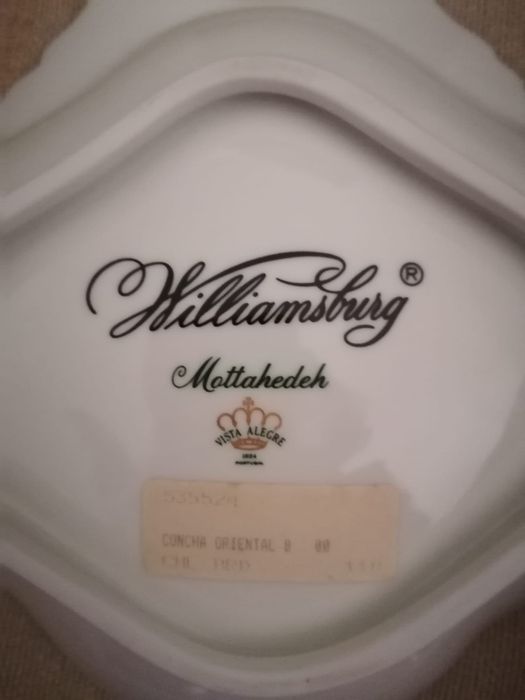 Williamsburg®
Mottahedeh
VISTA ALEGRE
1824
PORTUGAL
535524
CONCHA ORIENTAL 8 00